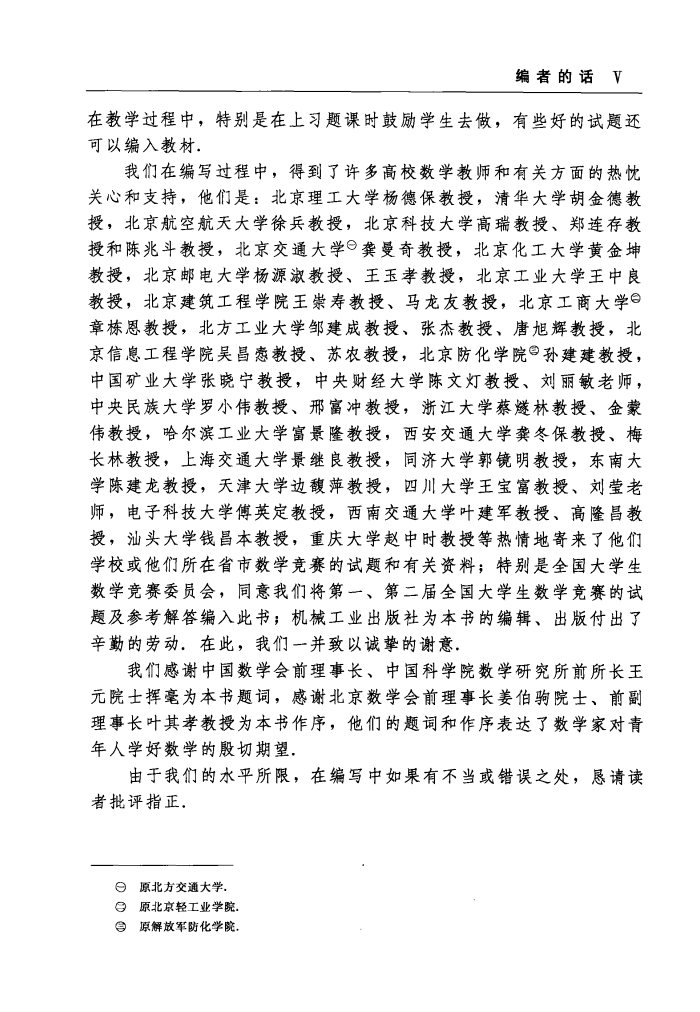 编者的话 V
在教学过程中，特别是在上习题课时鼓励学生去做，有些好的试题还
可以编入教材.
我们在编写过程中，得到了许多高校数学教师和有关方面的热忱
关心和支持，他们是：北京理工大学杨德保教授，清华大学胡金德教
授，北京航空航天大学徐兵教授，北京科技大学高瑞教授、郑连存教
授和陈兆斗教授，北京交通大学㊀龚曼奇教授，北京化工大学黄金坤
教授，北京邮电大学杨源淑教授、王玉孝教授，北京工业大学王中良
教授，北京建筑工程学院王崇寿教授、马龙友教授，北京工商大学㊁
章栋恩教授，北方工业大学邹建成教授、张杰教授、唐旭辉教授，北
京信息工程学院吴昌悫教授、苏农教授，北京防化学院㊂孙建建教授，
中国矿业大学张晓宁教授，中央财经大学陈文灯教授、刘丽敏老师，
中央民族大学罗小伟教授、邢富冲教授，浙江大学蔡燧林教授、金蒙
伟教授，哈尔滨工业大学富景隆教授，西安交通大学龚冬保教授、梅
长林教授，上海交通大学景继良教授，同济大学郭镜明教授，东南大
学陈建龙教授，天津大学边馥萍教授，四川大学王宝富教授、刘莹老
师，电子科技大学傅英定教授，西南交通大学叶建军教授、高隆昌教
授，汕头大学钱昌本教授，重庆大学赵中时教授等热情地寄来了他们
学校或他们所在省市数学竞赛的试题和有关资料；特别是全国大学生
数学竞赛委员会，同意我们将第一、第二届全国大学生数学竞赛的试
题及参考解答编入此书；机械工业出版社为本书的编辑、出版付出了
辛勤的劳动. 在此，我们一并致以诚挚的谢意.
我们感谢中国数学会前理事长、中国科学院数学研究所前所长王
元院士挥毫为本书题词，感谢北京数学会前理事长姜伯驹院士、前副
理事长叶其孝教授为本书作序，他们的题词和作序表达了数学家对青
年人学好数学的殷切期望.
由于我们的水平所限，在编写中如果有不当或错误之处，恳请读
者批评指正.
㊀ 原北方交通大学.
㊁ 原北京轻工业学院.
㊂ 原解放军防化学院.